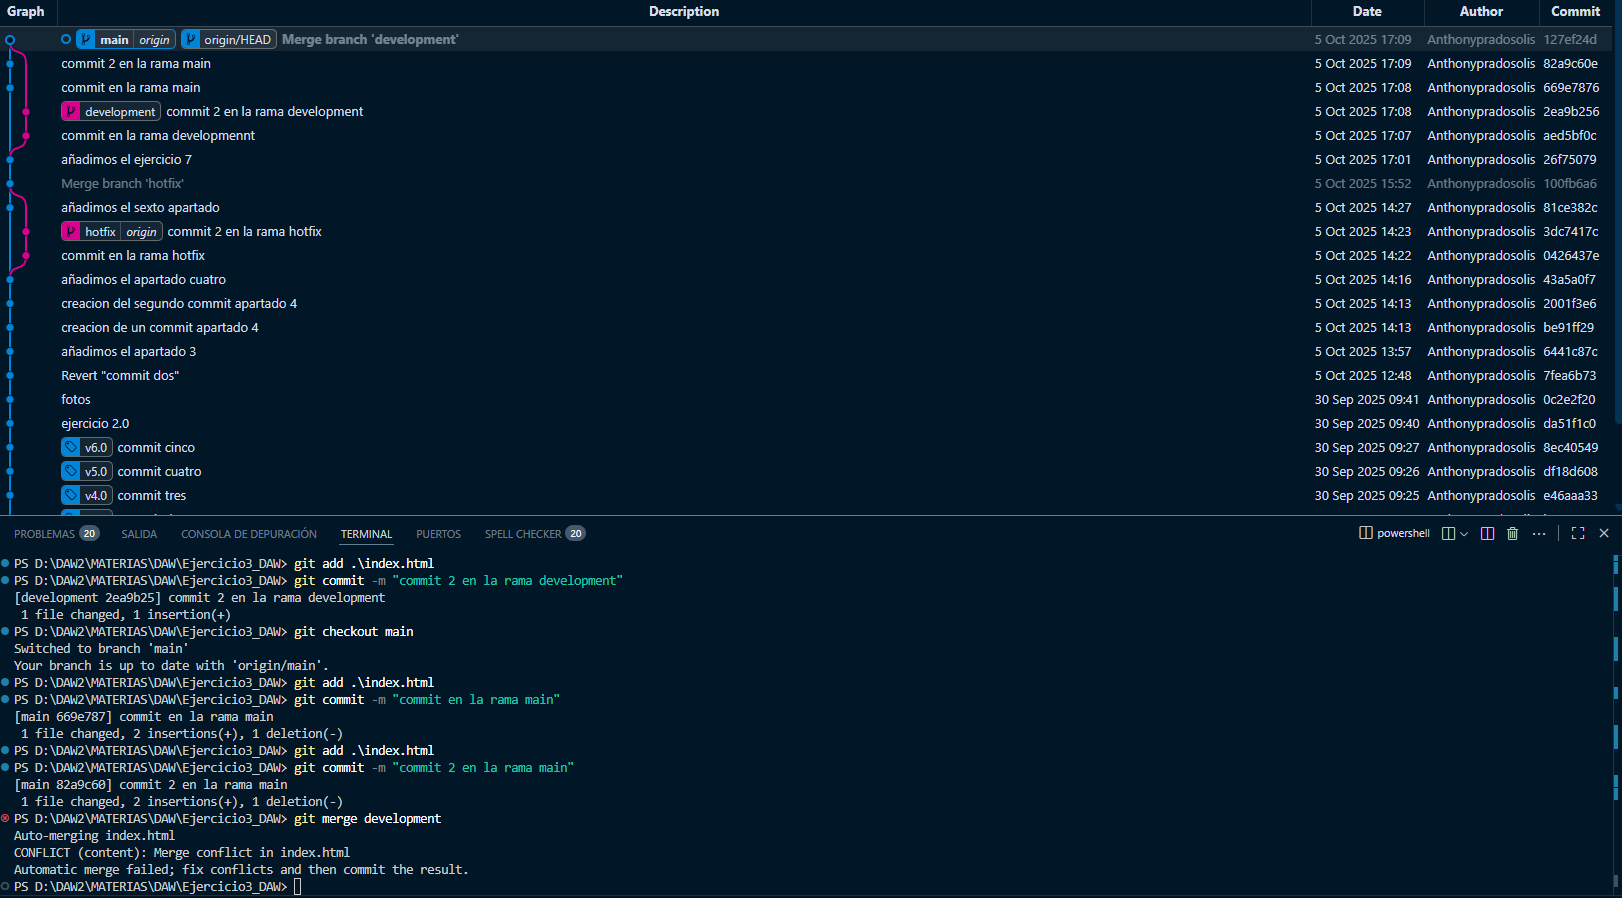 Graph Description Date Author Commit
main origin origin/HEAD Merge branch 'development' 5 Oct 2025 17:09 Anthonypradosolis 127ef24d
commit 2 en la rama main 5 Oct 2025 17:09 Anthonypradosolis 82a9c60e
commit en la rama main 5 Oct 2025 17:08 Anthonypradosolis 669e7876
development commit 2 en la rama development 5 Oct 2025 17:08 Anthonypradosolis 2ea9b256
commit en la rama developmennt 5 Oct 2025 17:07 Anthonypradosolis aed5bf0c
añadimos el ejercicio 7 5 Oct 2025 17:01 Anthonypradosolis 26f75079
Merge branch 'hotfix' 5 Oct 2025 15:52 Anthonypradosolis 100fb6a6
añadimos el sexto apartado 5 Oct 2025 14:27 Anthonypradosolis 81ce382c
hotfix origin commit 2 en la rama hotfix 5 Oct 2025 14:23 Anthonypradosolis 3dc7417c
commit en la rama hotfix 5 Oct 2025 14:22 Anthonypradosolis 0426437e
añadimos el apartado cuatro 5 Oct 2025 14:16 Anthonypradosolis 43a5a0f7
creacion del segundo commit apartado 4 5 Oct 2025 14:13 Anthonypradosolis 2001f3e6
creacion de un commit apartado 4 5 Oct 2025 14:13 Anthonypradosolis be91ff29
añadimos el apartado 3 5 Oct 2025 13:57 Anthonypradosolis 6441c87c
Revert "commit dos" 5 Oct 2025 12:48 Anthonypradosolis 7fea6b73
fotos 30 Sep 2025 09:41 Anthonypradosolis 0c2e2f20
ejercicio 2.0 30 Sep 2025 09:40 Anthonypradosolis da51f1c0
v6.0 commit cinco 30 Sep 2025 09:27 Anthonypradosolis 8ec40549
v5.0 commit cuatro 30 Sep 2025 09:26 Anthonypradosolis df18d608
v4.0 commit tres 30 Sep 2025 09:25 Anthonypradosolis e46aaa33
PROBLEMAS 20 SALIDA CONSOLA DE DEPURACIÓN TERMINAL PUERTOS SPELL CHECKER 20 powershell
PS D:\DAW2\MATERIAS\DAW\Ejercicio3_DAW> git add .\index.html
PS D:\DAW2\MATERIAS\DAW\Ejercicio3_DAW> git commit -m "commit 2 en la rama development"
[development 2ea9b25] commit 2 en la rama development
1 file changed, 1 insertion(+)
PS D:\DAW2\MATERIAS\DAW\Ejercicio3_DAW> git checkout main
Switched to branch 'main'
Your branch is up to date with 'origin/main'.
PS D:\DAW2\MATERIAS\DAW\Ejercicio3_DAW> git add .\index.html
PS D:\DAW2\MATERIAS\DAW\Ejercicio3_DAW> git commit -m "commit en la rama main"
[main 669e787] commit en la rama main
1 file changed, 2 insertions(+), 1 deletion(-)
PS D:\DAW2\MATERIAS\DAW\Ejercicio3_DAW> git add .\index.html
PS D:\DAW2\MATERIAS\DAW\Ejercicio3_DAW> git commit -m "commit 2 en la rama main"
[main 82a9c60] commit 2 en la rama main
1 file changed, 2 insertions(+), 1 deletion(-)
PS D:\DAW2\MATERIAS\DAW\Ejercicio3_DAW> git merge development
Auto-merging index.html
CONFLICT (content): Merge conflict in index.html
Automatic merge failed; fix conflicts and then commit the result.
PS D:\DAW2\MATERIAS\DAW\Ejercicio3_DAW>